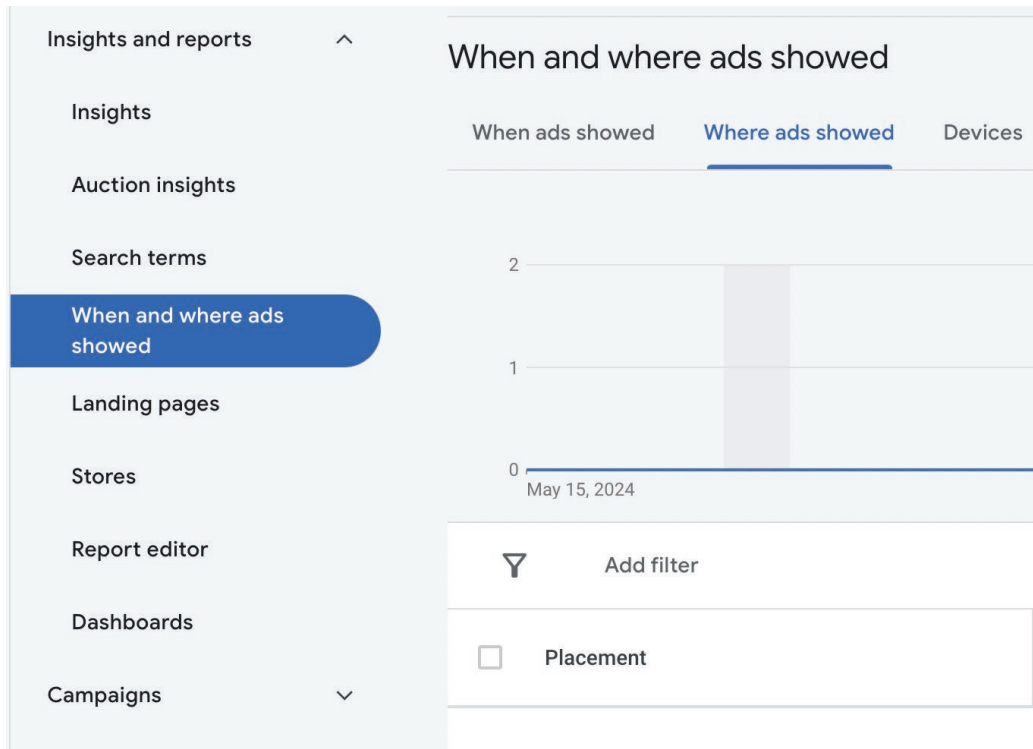 Insights and reports
Insights
Auction insights
Search terms
When and where ads
showed
Landing pages
Stores
Report editor
Dashboards
Campaigns
When and where ads showed
When ads showed
Where ads showed
Devices
2
1
0
May 15, 2024
Add filter
Placement